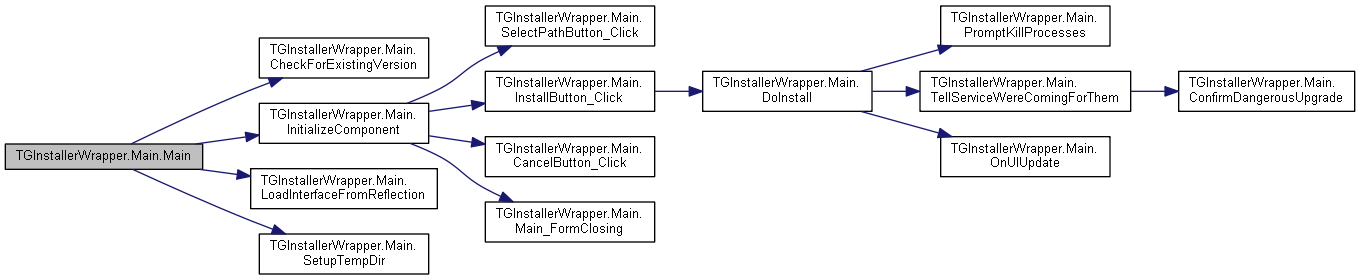 TGInstallerWrapper.Main.Main
TGInstallerWrapper.Main.
CheckForExistingVersion
TGInstallerWrapper.Main.
InitializeComponent
TGInstallerWrapper.Main.
LoadInterfaceFromReflection
TGInstallerWrapper.Main.
SetupTempDir
TGInstallerWrapper.Main.
SelectPathButton_Click
TGInstallerWrapper.Main.
InstallButton_Click
TGInstallerWrapper.Main.
CancelButton_Click
TGInstallerWrapper.Main.
Main_FormClosing
TGInstallerWrapper.Main.
DoInstall
TGInstallerWrapper.Main.
PromptKillProcesses
TGInstallerWrapper.Main.
TellServiceWereComingForThem
TGInstallerWrapper.Main.
OnUIUpdate
TGInstallerWrapper.Main.
ConfirmDangerousUpgrade